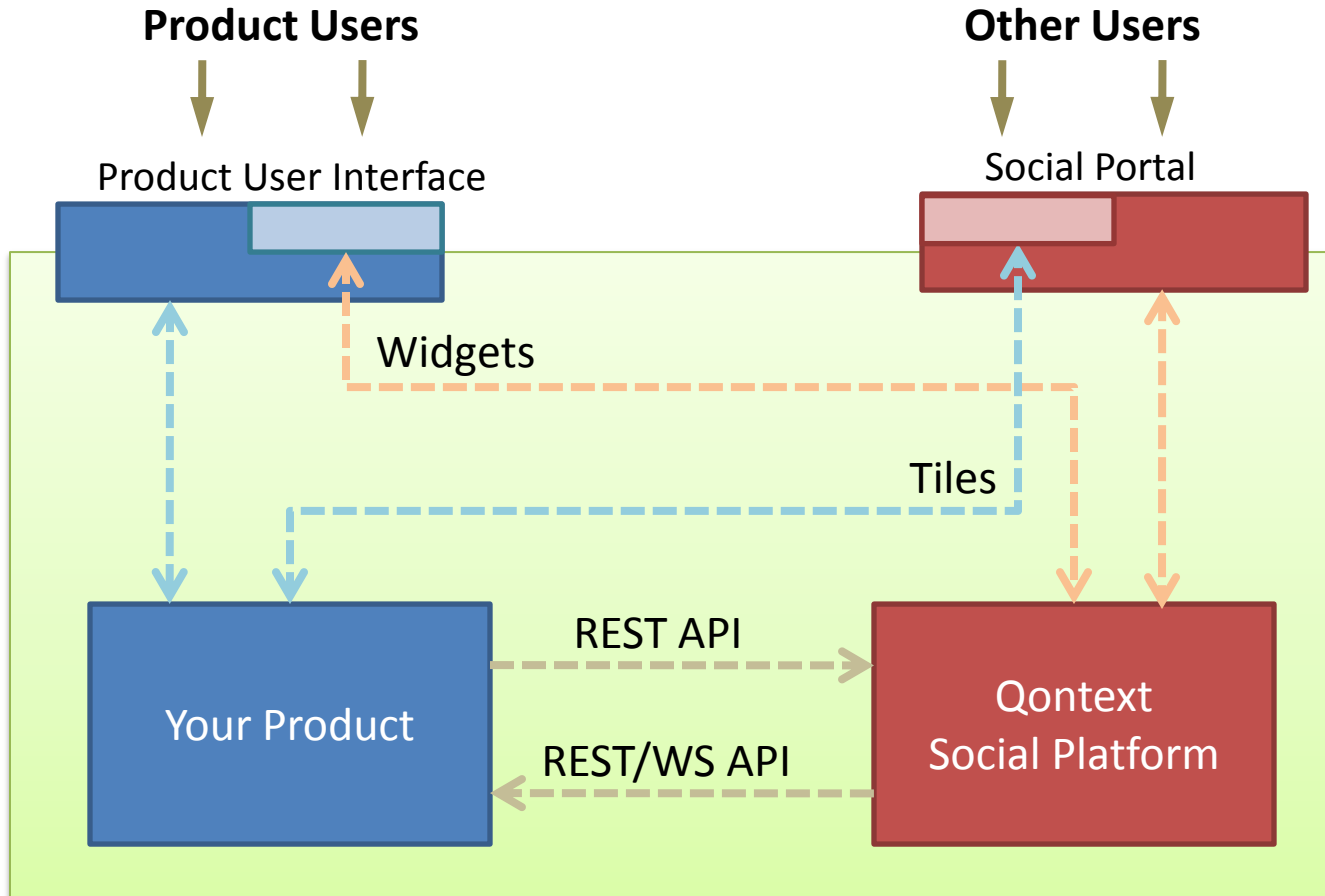 Product Users
Other Users
Product User Interface
Social Portal
Widgets
Tiles
REST API
Your Product
Qontext
Social Platform
REST/WS API